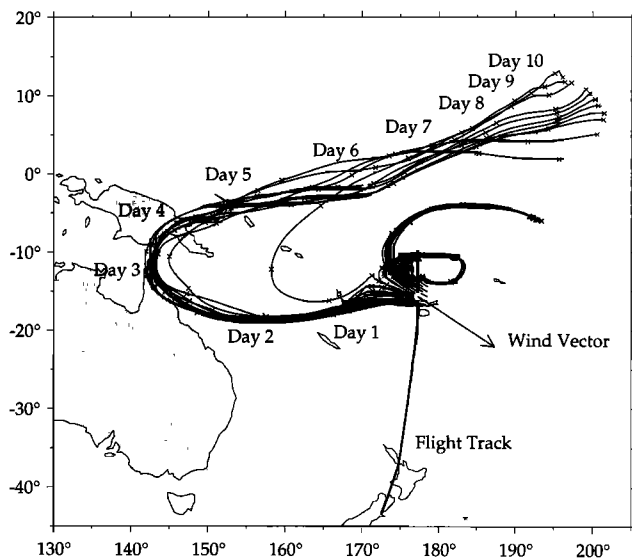 20°
10°
0°
-10°
-20°
-30°
-40°
Day 10
Day 9
Day 8
Day 7
Day 6
Day 5
Day 4
Day 3
Day 2
Day 1
Wind Vector
Flight Track
130° 140° 150° 160° 170° 180° 190° 200°